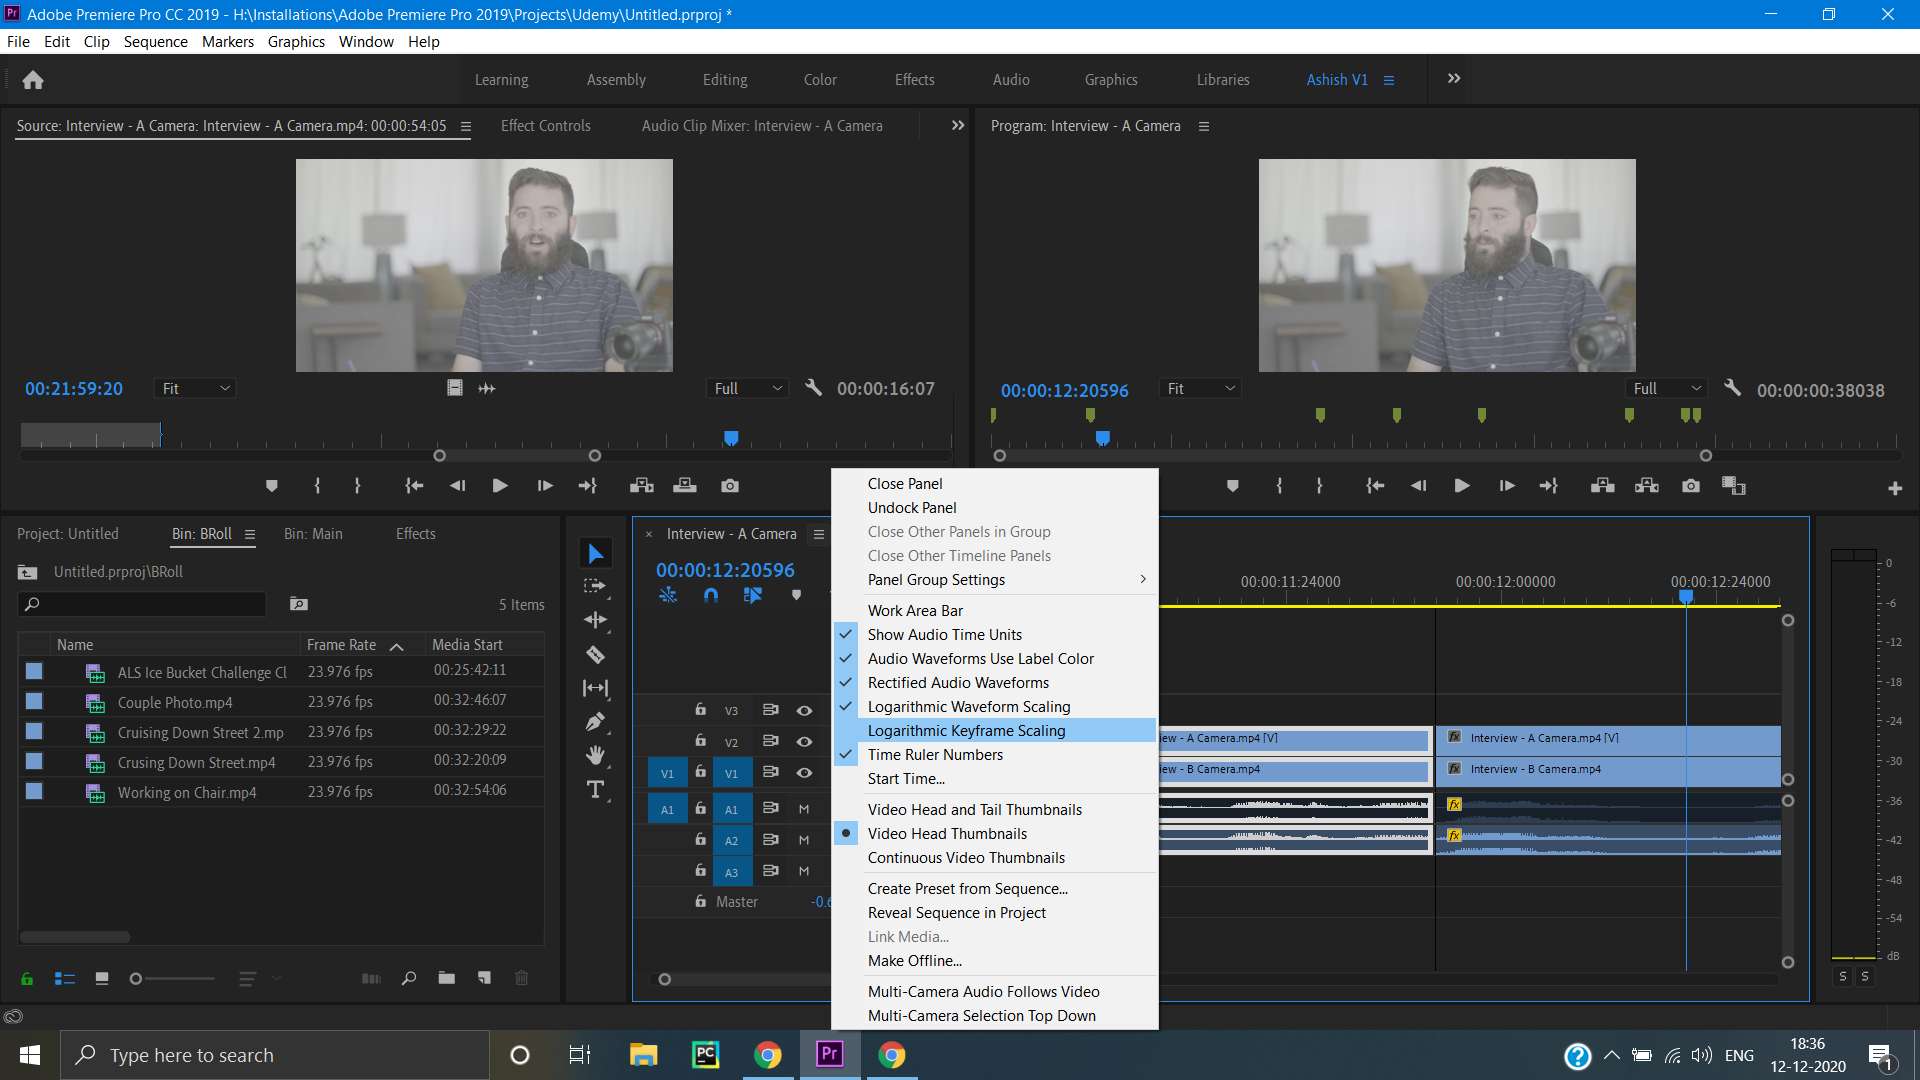 Pr Adobe Premiere Pro CC 2019 - H:\Installations\Adobe Premiere Pro 2019\Projects\Udemy\Untitled.prproj *
File Edit Clip Sequence Markers Graphics Window Help
Learning Assembly Editing Color Effects Audio Graphics Libraries Ashish V1
Source: Interview - A Camera: Interview - A Camera.mp4: 00:00:54:05 Effect Controls Audio Clip Mixer: Interview - A Camera
Program: Interview - A Camera
00:21:59:20 Fit Full 00:00:16:07
00:00:12:20596 Fit Full 00:00:00:38038
Project: Untitled Bin: BRoll Bin: Main Effects
Untitled.prproj\BRoll
5 Items
Name Frame Rate Media Start
ALS Ice Bucket Challenge Cl 23.976 fps 00:25:42:11
Couple Photo.mp4 23.976 fps 00:32:46:07
Cruising Down Street 2.mp 23.976 fps 00:32:29:22
Crusing Down Street.mp4 23.976 fps 00:32:20:09
Working on Chair.mp4 23.976 fps 00:32:54:06
Interview - A Camera
00:00:12:20596
00:00:11:24000 00:00:12:00000 00:00:12:24000
V3
V2
V1 V1
A1 A1 M
A2 M
A3 M
Master -0.6
Close Panel
Undock Panel
Close Other Panels in Group
Close Other Timeline Panels
Panel Group Settings
Work Area Bar
Show Audio Time Units
Audio Waveforms Use Label Color
Rectified Audio Waveforms
Logarithmic Waveform Scaling
Logarithmic Keyframe Scaling
Time Ruler Numbers
Start Time...
Video Head and Tail Thumbnails
Video Head Thumbnails
Continuous Video Thumbnails
Create Preset from Sequence...
Reveal Sequence in Project
Link Media...
Make Offline...
Multi-Camera Audio Follows Video
Multi-Camera Selection Top Down
iew - A Camera.mp4 [V] fx Interview - A Camera.mp4 [V]
iew - B Camera.mp4 fx Interview - B Camera.mp4
fx
fx
0
-6
-12
-18
-24
-30
-36
-42
-48
-54
dB
S S
Type here to search
PC
Pr
ENG
18:36
12-12-2020
1